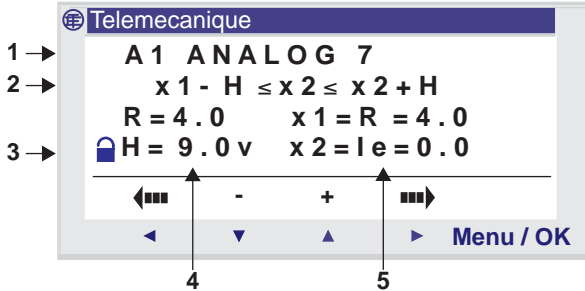 Telemecanique
1 A1 ANALOG 7
2 x1 - H ≤ x2 ≤ x2 + H
R = 4.0 x1 = R = 4.0
3 H = 9.0v x2 = Ie = 0.0
- +
Menu / OK
4 5